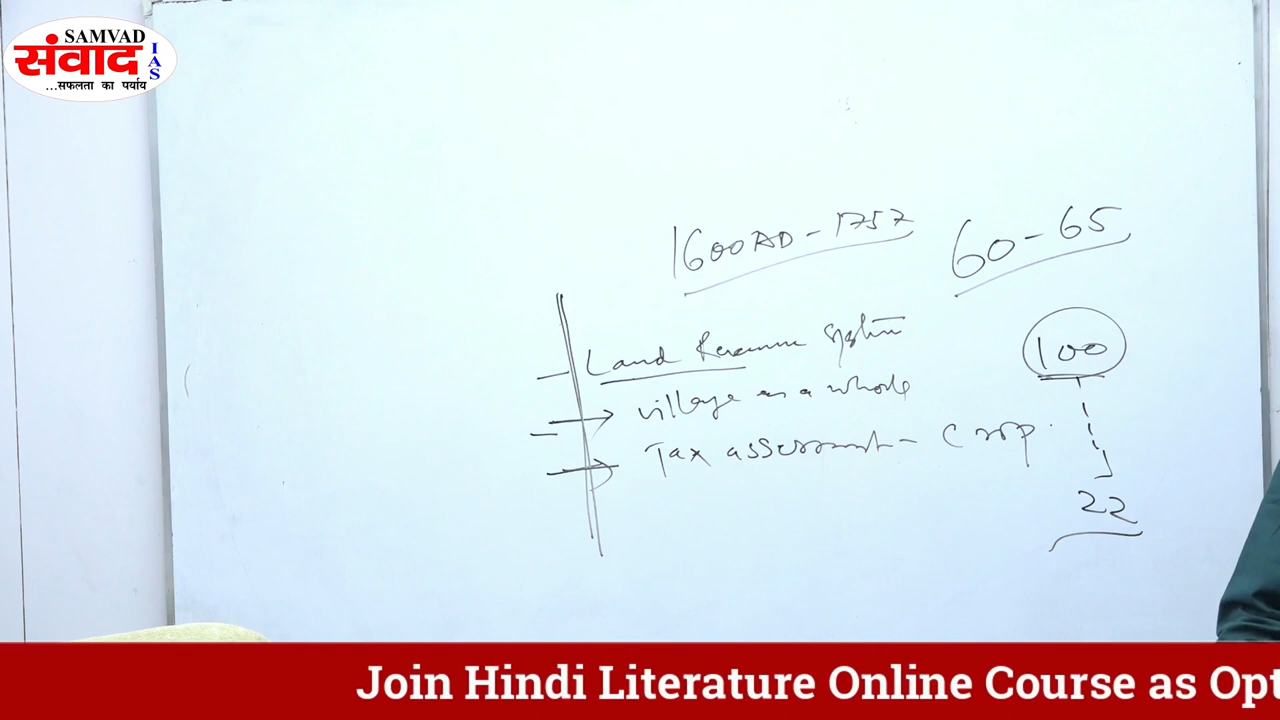 SAMVAD
संवाद
IAS
...सफलता का पर्याय
1600AD - 1757
60-65
Land Revenue System
100
village as a whole
Tax assessment - Crop
22
Join Hindi Literature Online Course as Opt